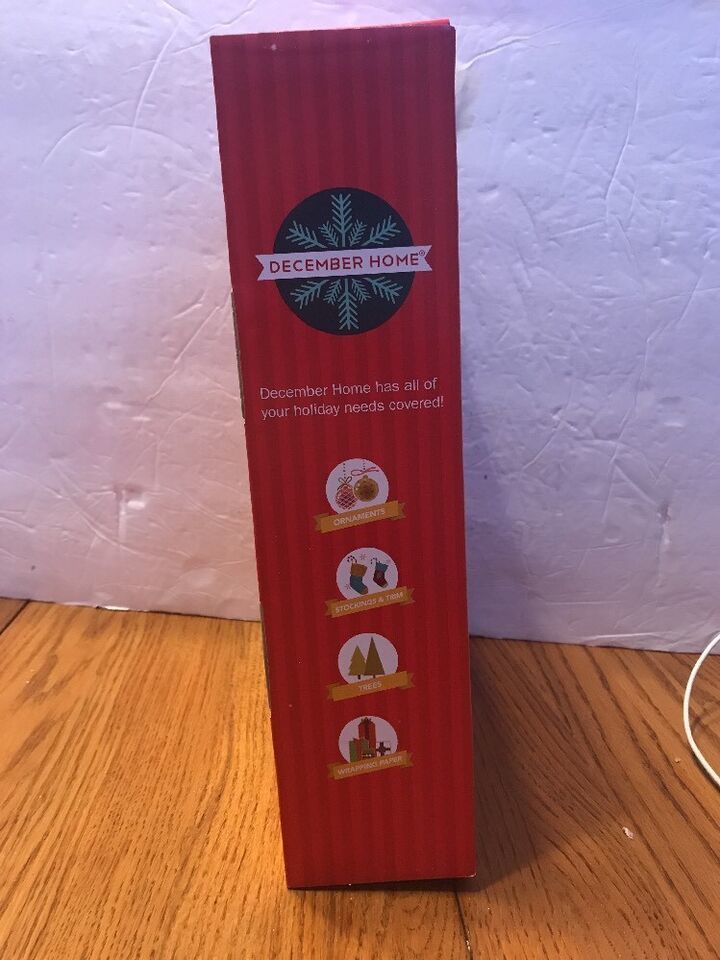 DECEMBER HOME®
December Home has all of
your holiday needs covered!
ORNAMENTS
STOCKINGS & TRIM
TREES
WRAPPING PAPER